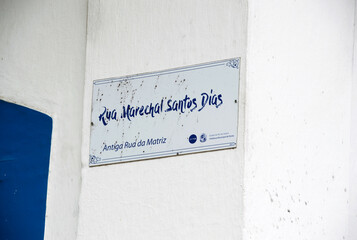 Rua Marechal Santos Dias
Antiga Rua da Matriz